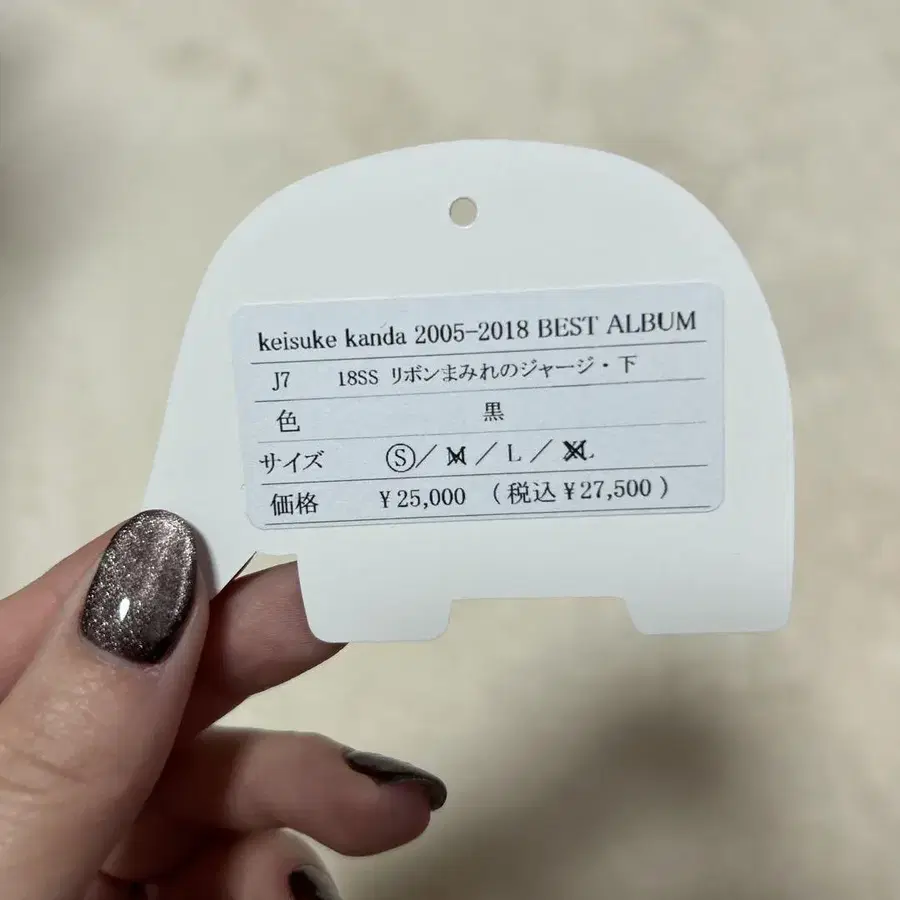 keisuke kanda 2005-2018 BEST ALBUM
J7 18SS リボンまみれのジャージ・下
色 黒
サイズ Ⓢ／M／L／XL
価格 ¥25,000 （税込¥27,500）